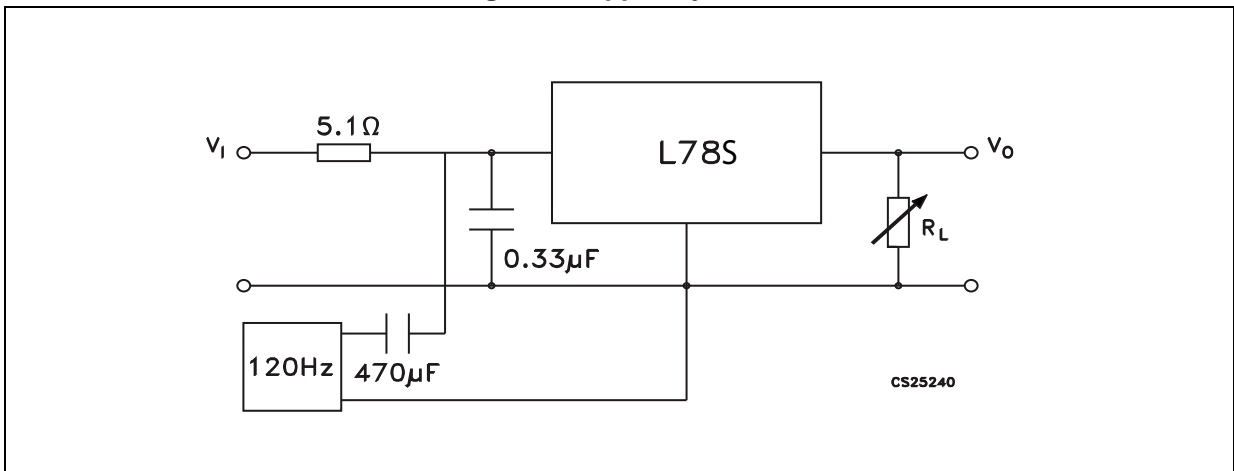 5.1Ω
V_I
L78S
V_O
R_L
0.33µF
120Hz
470µF
CS25240